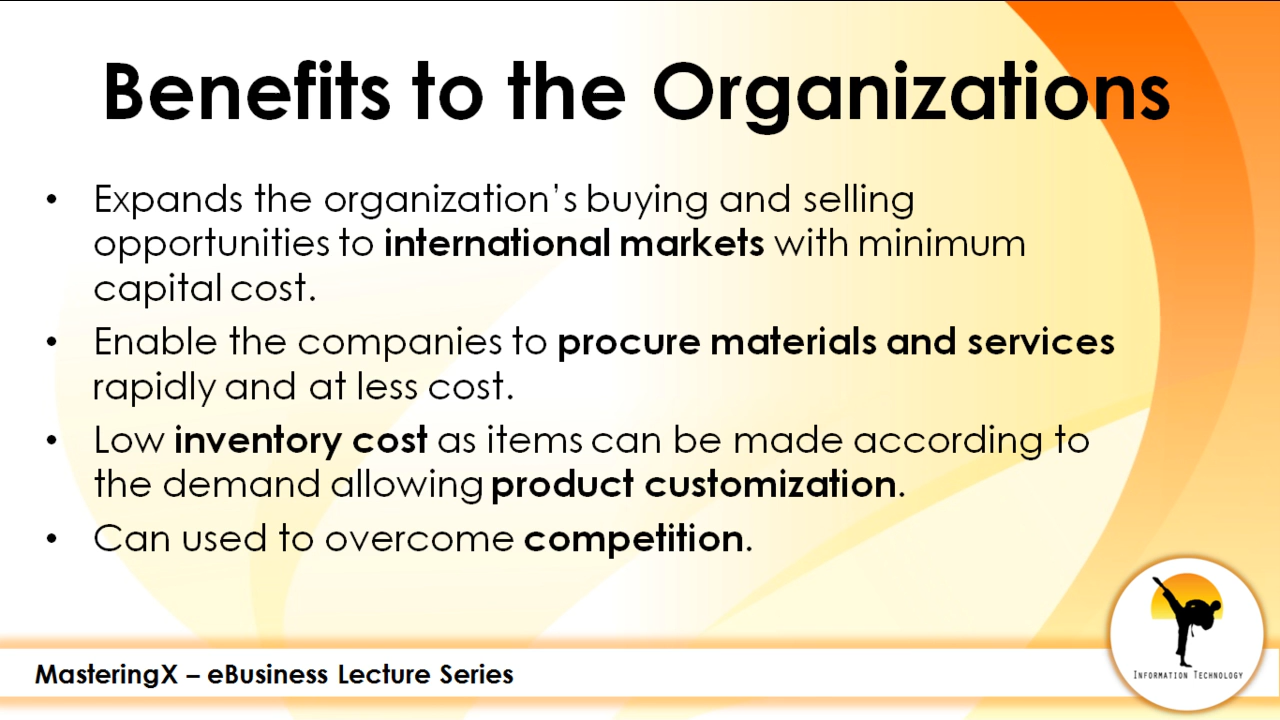 Benefits to the Organizations
• Expands the organization's buying and selling
opportunities to international markets with minimum
capital cost.
• Enable the companies to procure materials and services
rapidly and at less cost.
• Low inventory cost as items can be made according to
the demand allowing product customization.
• Can used to overcome competition.
MasteringX – eBusiness Lecture Series
Information Technology